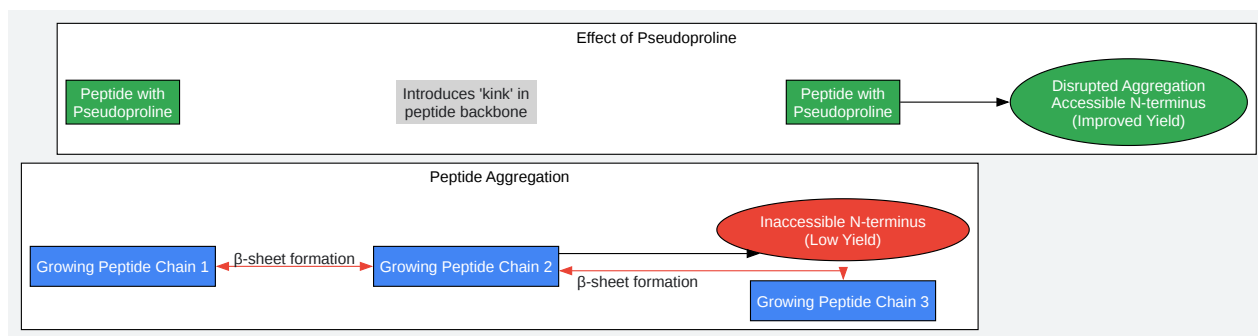 Effect of Pseudoproline
Peptide with
Pseudoproline
Introduces 'kink' in
peptide backbone
Peptide with
Pseudoproline
Disrupted Aggregation
Accessible N-terminus
(Improved Yield)
Peptide Aggregation
Growing Peptide Chain 1
β-sheet formation
Growing Peptide Chain 2
β-sheet formation
Inaccessible N-terminus
(Low Yield)
Growing Peptide Chain 3